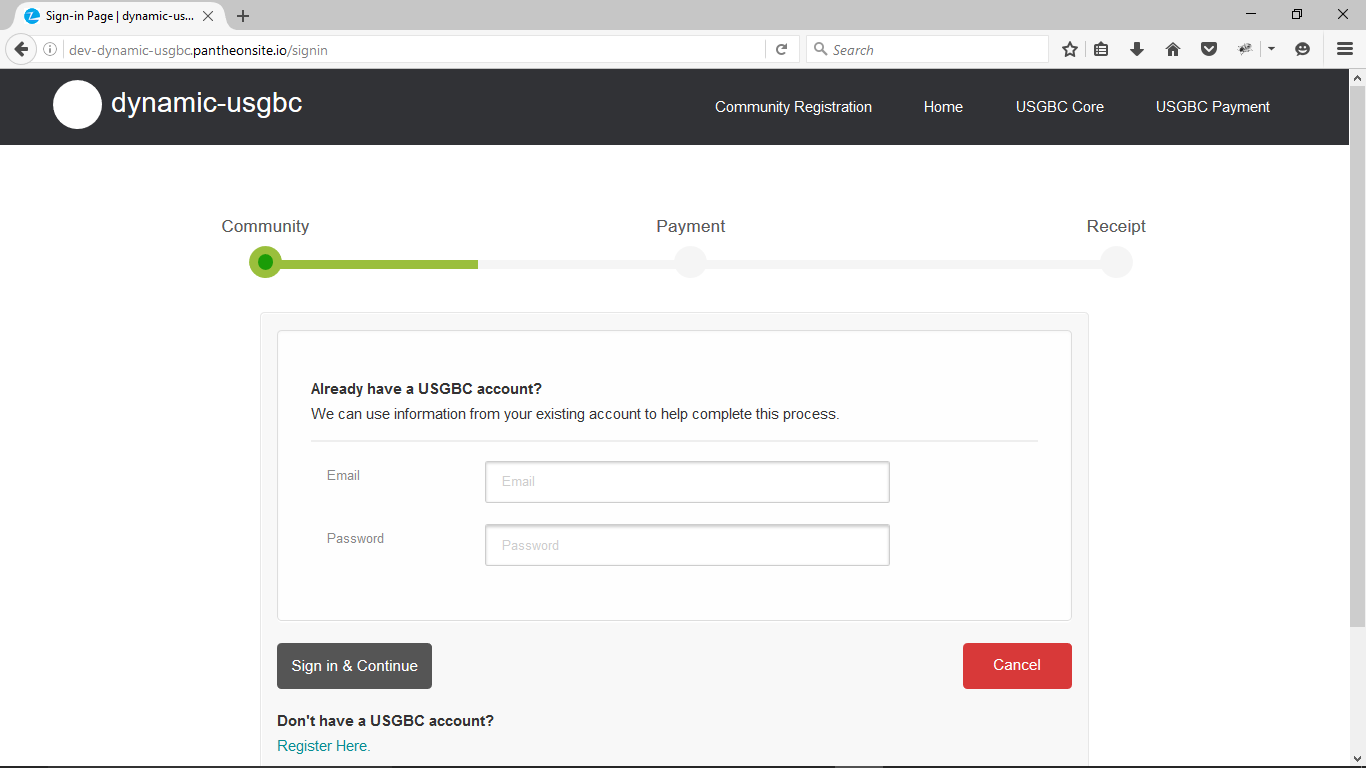 Sign-in Page | dynamic-us...
dev-dynamic-usgbc.pantheonsite.io/signin
Search
dynamic-usgbc
Community Registration Home USGBC Core USGBC Payment
Community Payment Receipt
Already have a USGBC account?
We can use information from your existing account to help complete this process.
Email Email
Password Password
Sign in & Continue Cancel
Don't have a USGBC account?
Register Here.